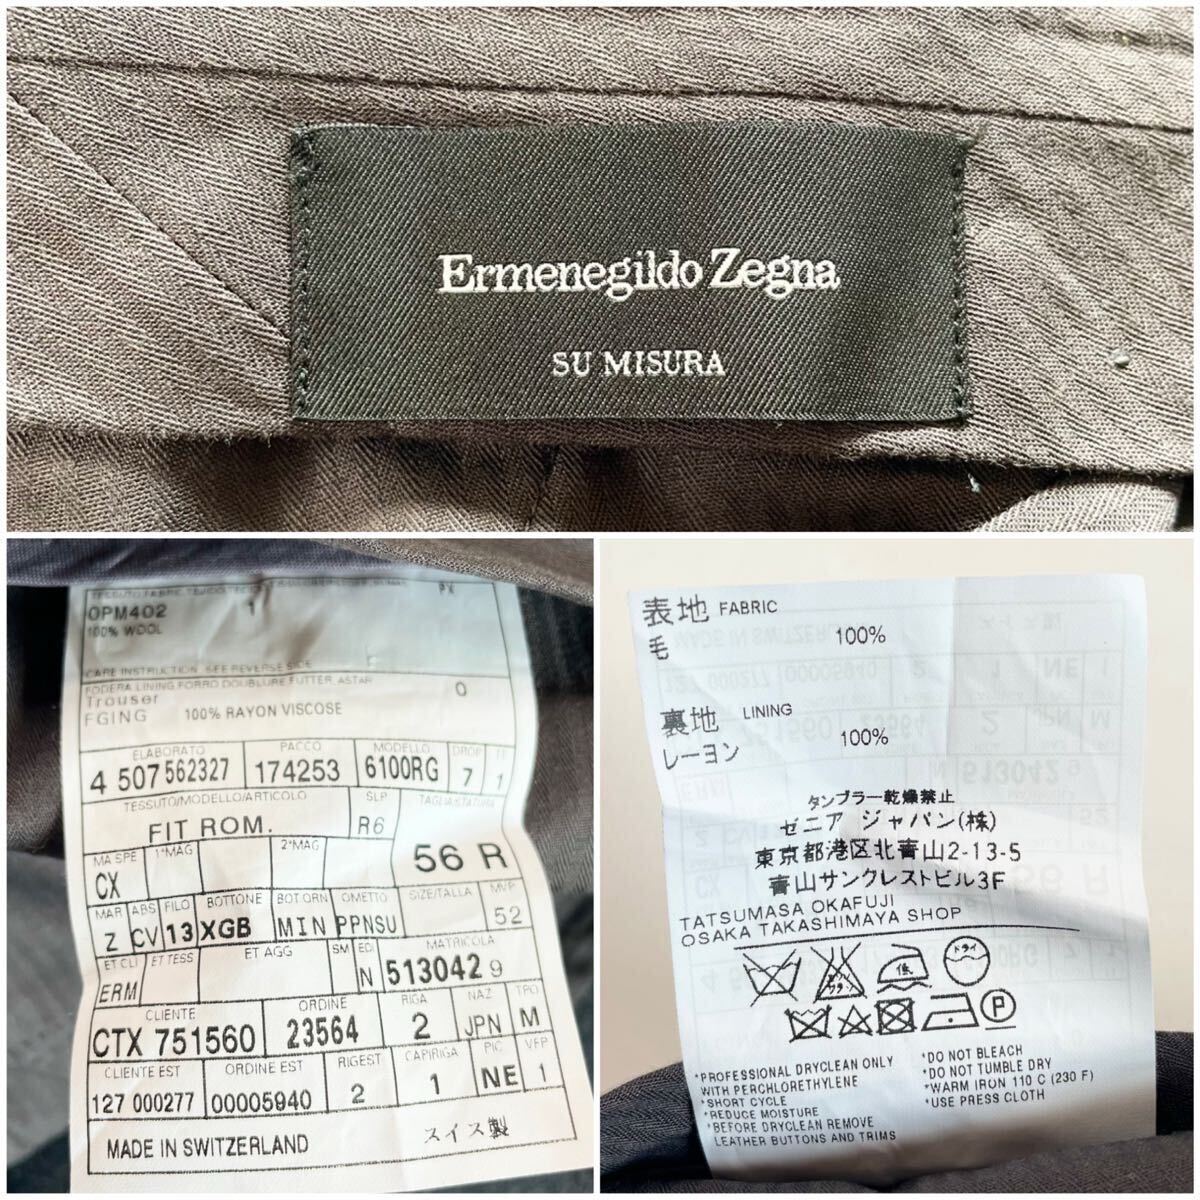 Ermenegildo Zegna
SU MISURA
OPM402 1
100% WOOL
CARE INSTRUCTION SEE REVERSE SIDE
FODERA LINING FORRO DOUBLURE FUTTER ASTAR
Trouser 0
FGING 100% RAYON VISCOSE
ELABORATO PACCO MODELLO DROP
4 507 562327 174253 6100RG 7 1
TESSUTO/MODELLO/ARTICOLO SLP TAGLIA/STATURA
FIT ROM. R6
56 R
MA SPE 1°MAG 2°MAG
CX
MAR ABS FILO BOTTONE BOT ORN OMETTO SIZE/TALLA MVP
Z CV 13 XGB MIN PPNSU 52
ET CLI ET TESS ET AGG SM EDI MATRICOLA
ERM N 513042 9
CLIENTE ORDINE RIGA NAZ TPO
CTX 751560 23564 2 JPN M
CLIENTE EST ORDINE EST RIGEST CAPIRIGA PIC VFP
127 000277 00005940 2 1 NE 1
MADE IN SWITZERLAND スイス製
表地 FABRIC
毛 100%
裏地 LINING
レーヨン 100%
タンブラー乾燥禁止
ゼニア ジャパン(株)
東京都港区北青山2-13-5
青山サンクレストビル3F
TATSUMASA OKAFUJI
OSAKA TAKASHIMAYA SHOP
低 ドライ
P
*PROFESSIONAL DRYCLEAN ONLY
WITH PERCHLORETHYLENE
*SHORT CYCLE
*REDUCE MOISTURE
*BEFORE DRYCLEAN REMOVE
LEATHER BUTTONS AND TRIMS
*DO NOT BLEACH
*DO NOT TUMBLE DRY
*WARM IRON 110 C (230 F)
*USE PRESS CLOTH